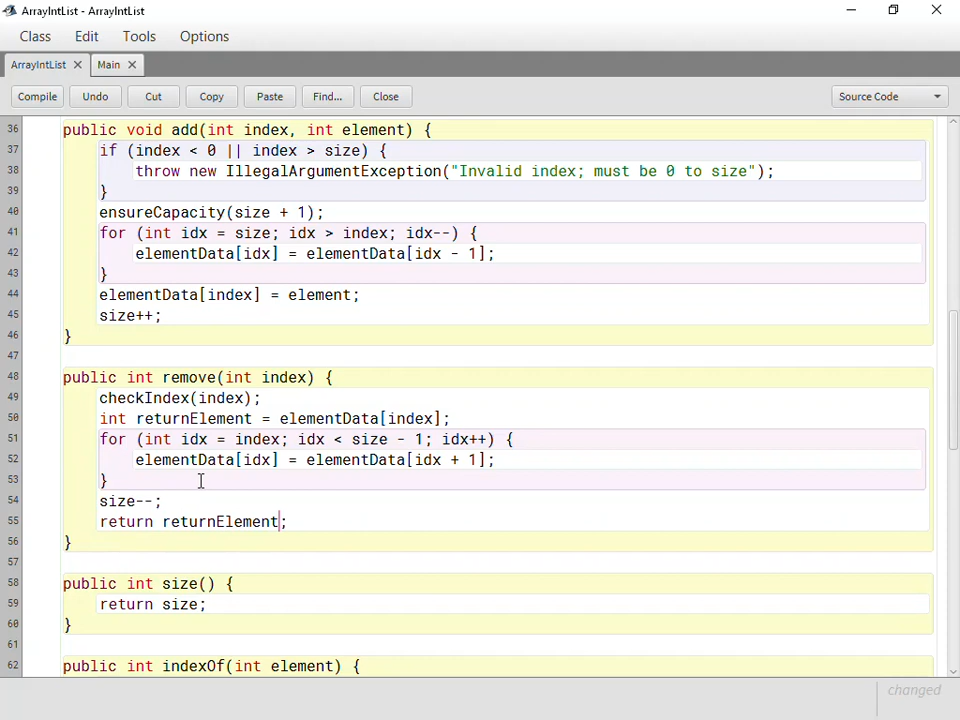 ArrayIntList - ArrayIntList
Class Edit Tools Options
ArrayIntList × Main ×
Compile Undo Cut Copy Paste Find... Close Source Code
36 public void add(int index, int element) {
37 if (index < 0 || index > size) {
38 throw new IllegalArgumentException("Invalid index; must be 0 to size");
39 }
40 ensureCapacity(size + 1);
41 for (int idx = size; idx > index; idx--) {
42 elementData[idx] = elementData[idx - 1];
43 }
44 elementData[index] = element;
45 size++;
46 }
47
48 public int remove(int index) {
49 checkIndex(index);
50 int returnElement = elementData[index];
51 for (int idx = index; idx < size - 1; idx++) {
52 elementData[idx] = elementData[idx + 1];
53 }
54 size--;
55 return returnElement;
56 }
57
58 public int size() {
59 return size;
60 }
61
62 public int indexOf(int element) {
changed